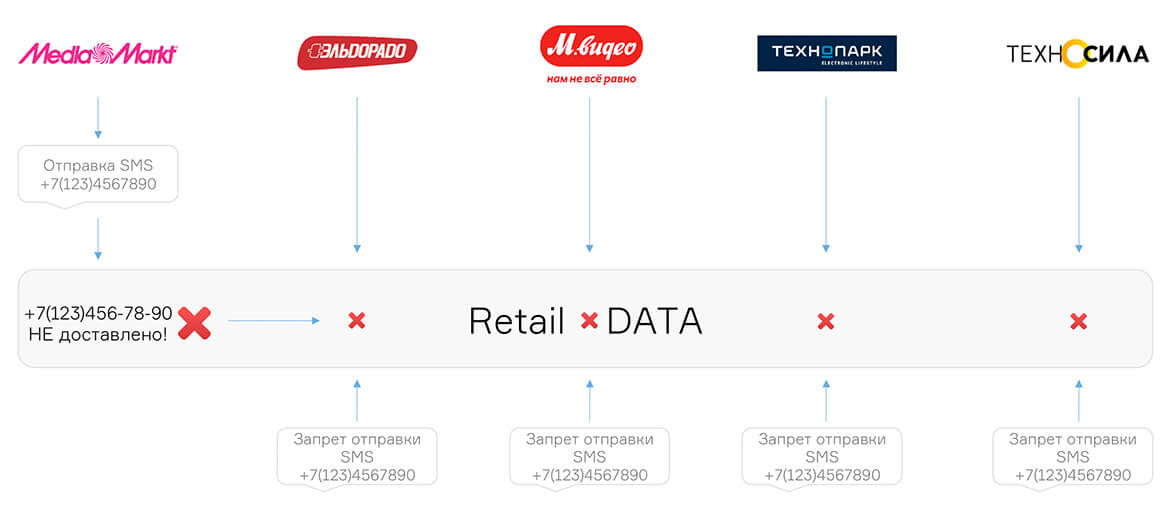 Media Markt
ЭЛЬДОРАДО
М.видео
нам не всё равно
ТЕХНОПАРК
ELECTRONIC LIFESTYLE
ТЕХНОСИЛА
Отправка SMS
+7(123)4567890
+7(123)456-78-90
НЕ доставлено!
Retail DATA
Запрет отправки
SMS
+7(123)4567890
Запрет отправки
SMS
+7(123)4567890
Запрет отправки
SMS
+7(123)4567890
Запрет отправки
SMS
+7(123)4567890